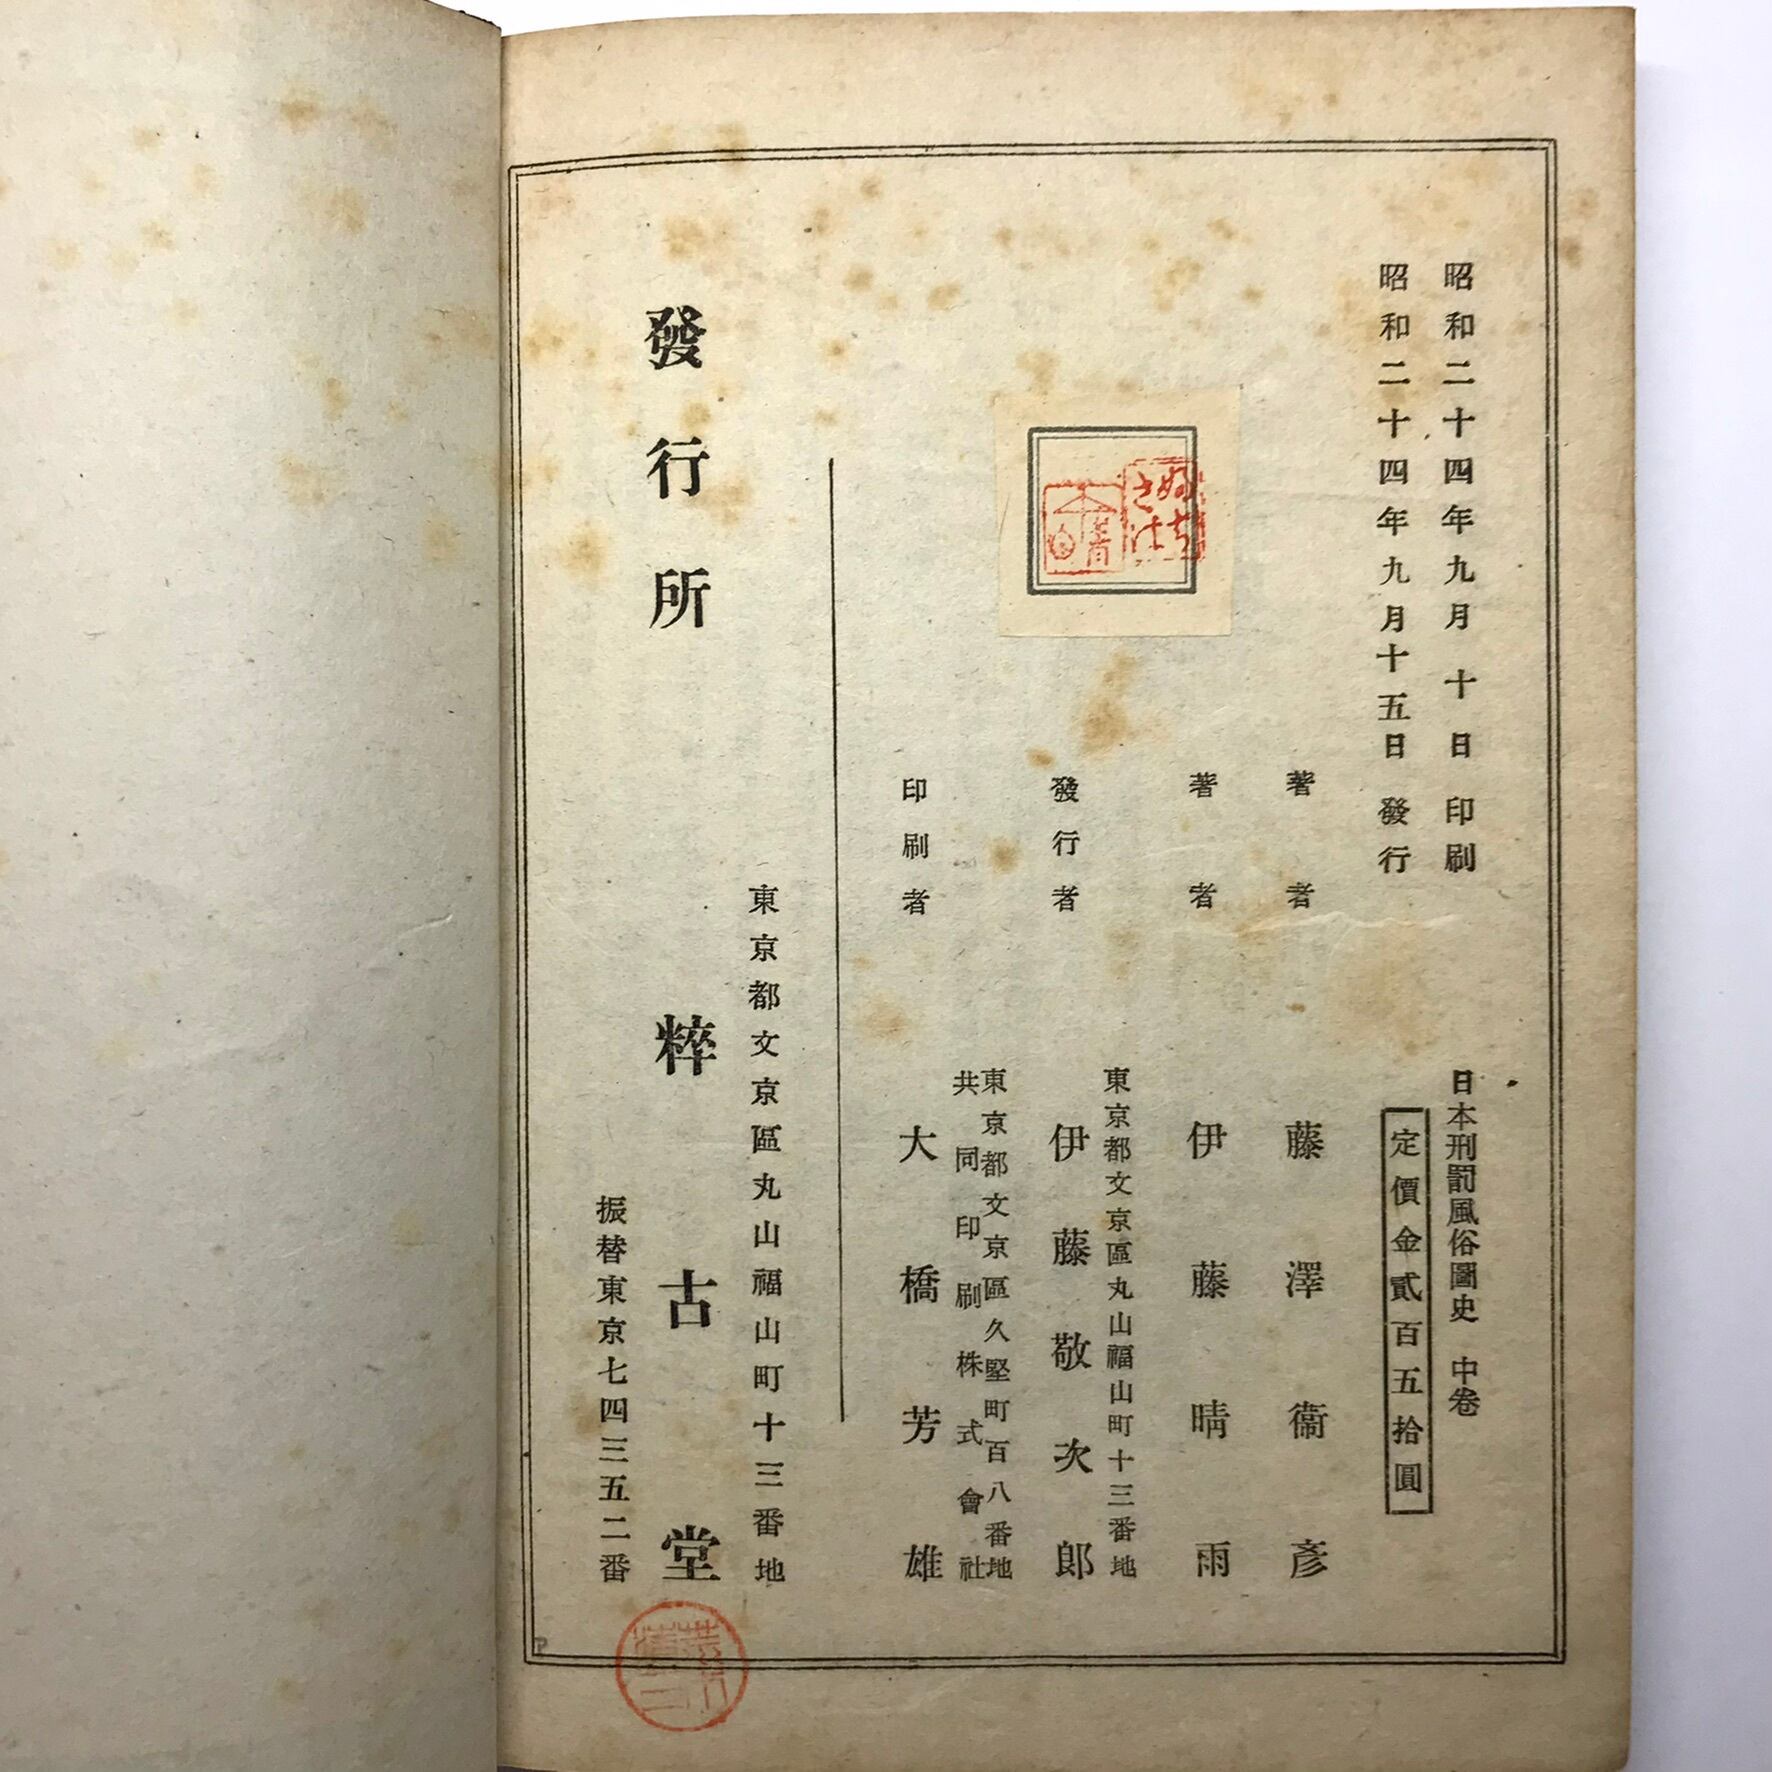 昭和二十四年九月十日印刷
昭和二十四年九月十五日發行
日本刑罰風俗圖史 中卷
定價金貳百五拾圓
著者 藤澤衞彥
著者 伊藤晴雨
東京都文京區丸山福山町十三番地
發行者 伊藤敬次郎
東京都文京區久堅町百八番地
共同印刷株式會社
印刷者 大橋芳雄
東京都文京區丸山福山町十三番地
發行所 粹古堂
振替東京七四三五二番